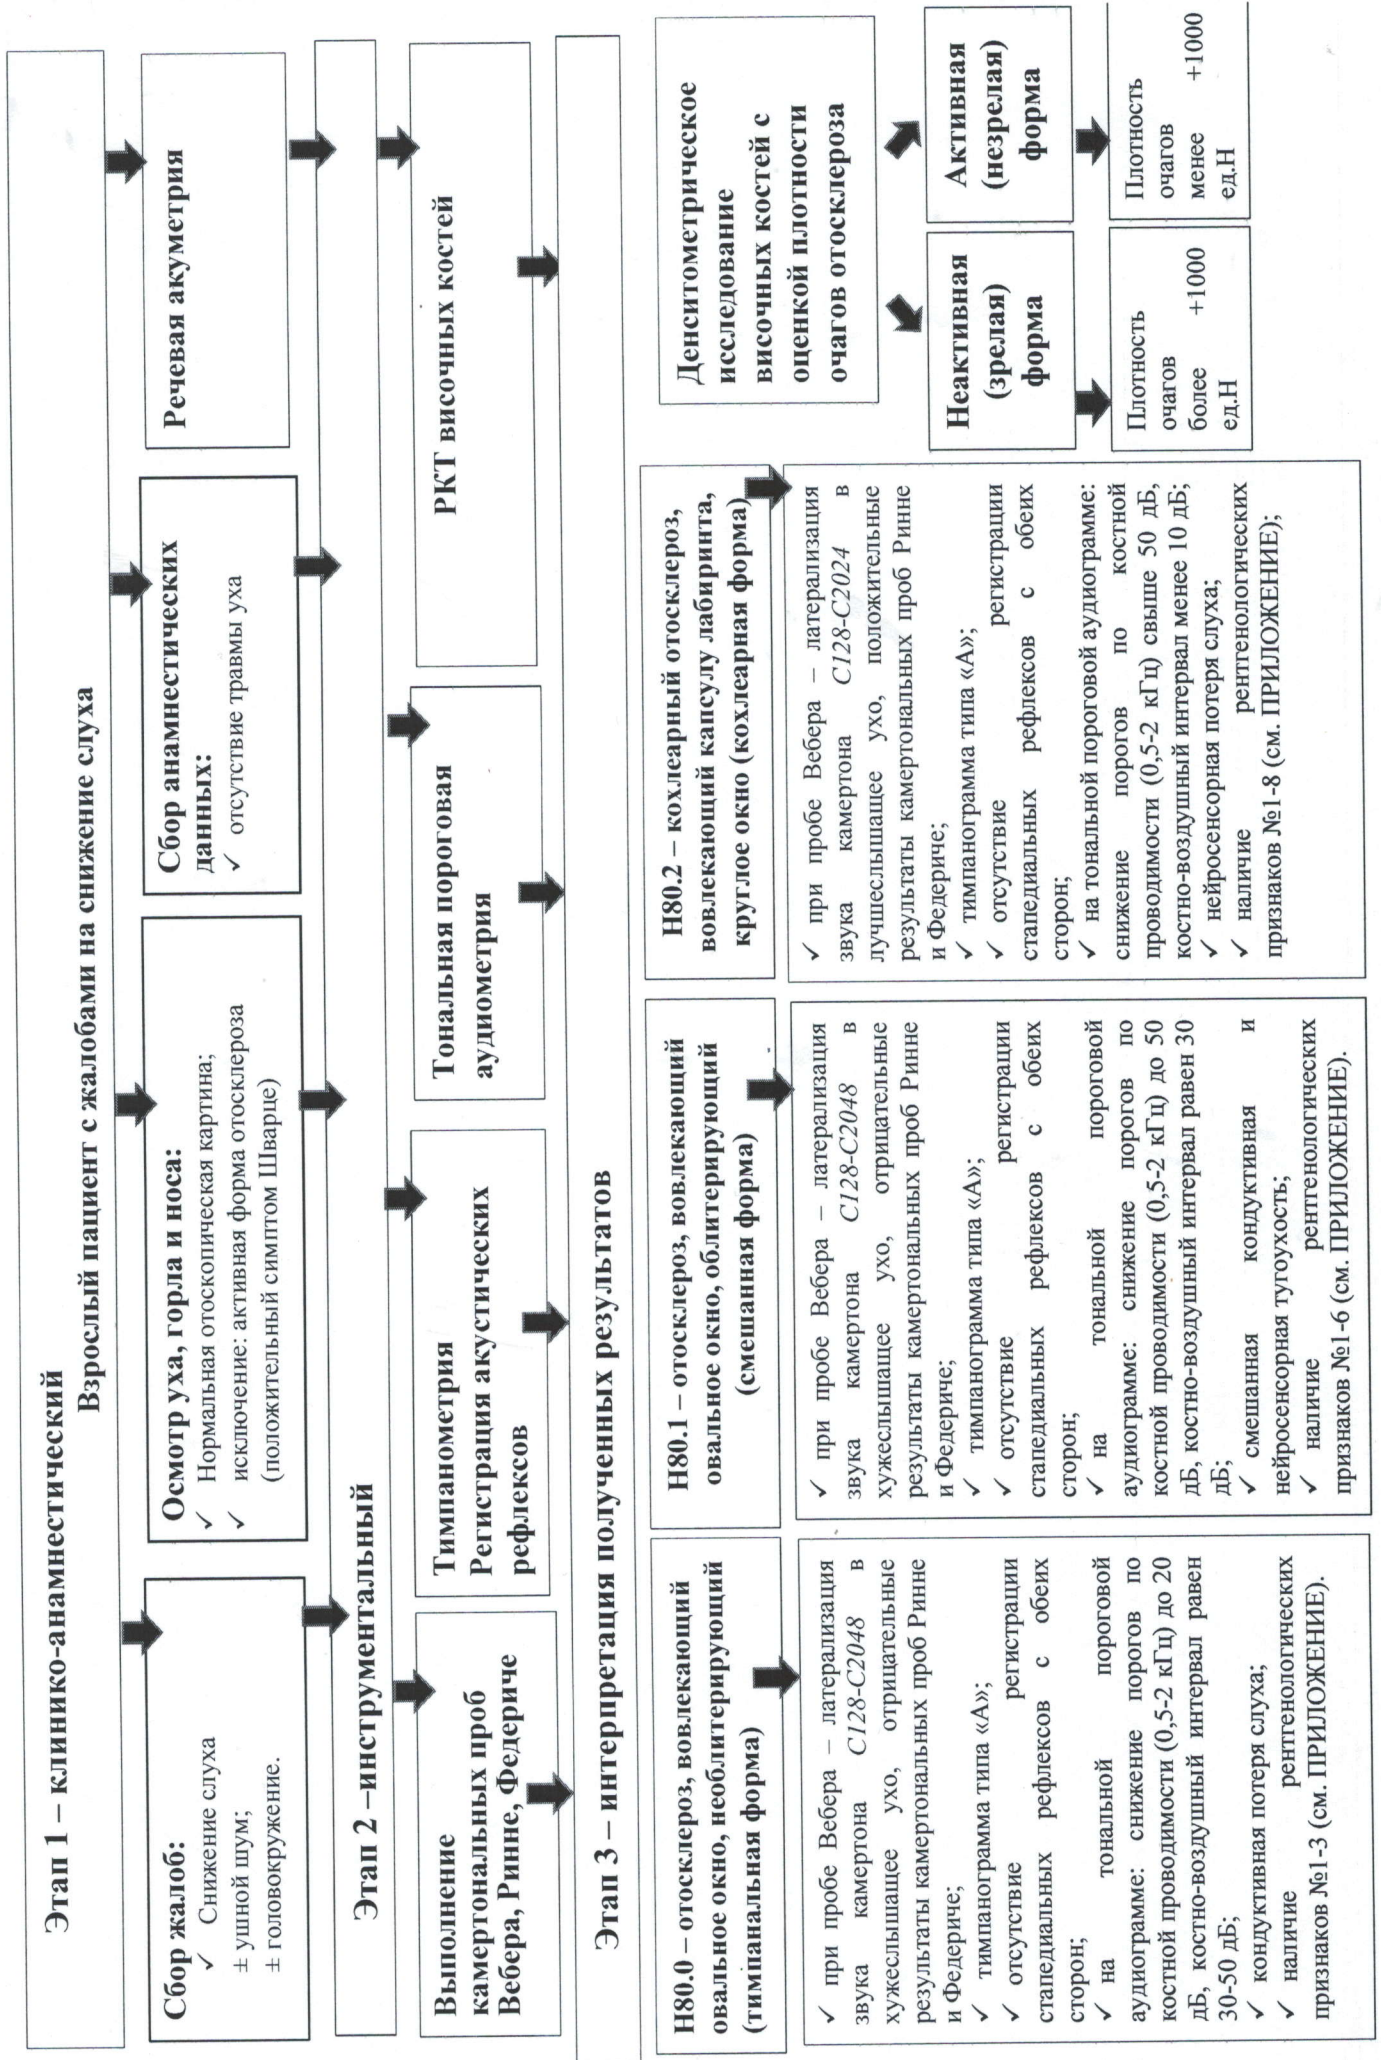 Этап 1 – клинико-анамнестический
Взрослый пациент с жалобами на снижение слуха
Сбор жалоб:
✓ Снижение слуха
± ушной шум;
± головокружение.
Осмотр уха, горла и носа:
✓ Нормальная отоскопическая картина;
✓ исключение: активная форма отосклероза
(положительный симптом Шварце)
Сбор анамнестических
данных:
✓ отсутствие травмы уха
Речевая акуметрия
Этап 2 –инструментальный
Выполнение
камертональных проб
Вебера, Ринне, Федериче
Тимпанометрия
Регистрация акустических
рефлексов
Тональная пороговая
аудиометрия
РКТ височных костей
Этап 3 – интерпретация полученных результатов
H80.0 – отосклероз, вовлекающий
овальное окно, необлитерирующий
(тимпанальная форма)
✓ при пробе Вебера – латерализация
звука камертона С128-С2048 в
хужеслышащее ухо, отрицательные
результаты камертональных проб Ринне
и Федериче;
✓ тимпанограмма типа «А»;
✓ отсутствие регистрации
стапедиальных рефлексов с обеих
сторон;
✓ на тональной пороговой
аудиограмме: снижение порогов по
костной проводимости (0,5-2 кГц) до 20
дБ, костно-воздушный интервал равен
30-50 дБ;
✓ кондуктивная потеря слуха;
✓ наличие рентгенологических
признаков №1-3 (см. ПРИЛОЖЕНИЕ).
H80.1 – отосклероз, вовлекающий
овальное окно, облитерирующий
(смешанная форма)
✓ при пробе Вебера – латерализация
звука камертона С128-С2048 в
хужеслышащее ухо, отрицательные
результаты камертональных проб Ринне
и Федериче;
✓ тимпанограмма типа «А»;
✓ отсутствие регистрации
стапедиальных рефлексов с обеих
сторон;
✓ на тональной пороговой
аудиограмме: снижение порогов по
костной проводимости (0,5-2 кГц) до 50
дБ, костно-воздушный интервал равен 30
дБ;
✓ смешанная кондуктивная и
нейросенсорная тугоухость;
✓ наличие рентгенологических
признаков №1-6 (см. ПРИЛОЖЕНИЕ).
H80.2 – кохлеарный отосклероз,
вовлекающий капсулу лабиринта,
круглое окно (кохлеарная форма)
✓ при пробе Вебера – латерализация
звука камертона С128-С2024 в
лучшеслышащее ухо, положительные
результаты камертональных проб Ринне
и Федериче;
✓ тимпанограмма типа «А»;
✓ отсутствие регистрации
стапедиальных рефлексов с обеих
сторон;
✓ на тональной пороговой аудиограмме:
снижение порогов по костной
проводимости (0,5-2 кГц) свыше 50 дБ,
костно-воздушный интервал менее 10 дБ;
✓ нейросенсорная потеря слуха;
✓ наличие рентгенологических
признаков №1-8 (см. ПРИЛОЖЕНИЕ);
Денситометрическое
исследование
височных костей с
оценкой плотности
очагов отосклероза
Неактивная
(зрелая)
форма
Плотность
очагов
более +1000
ед.Н
Активная
(незрелая)
форма
Плотность
очагов
менее +1000
ед.Н